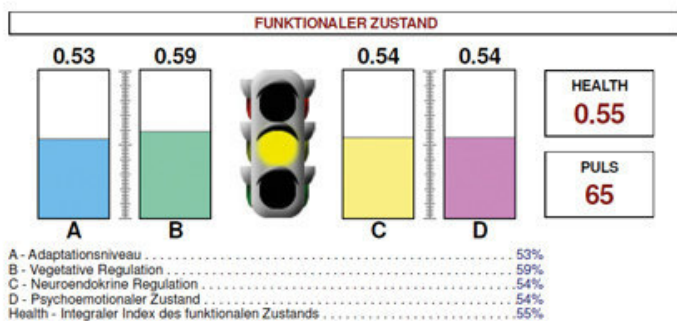 FUNKTIONALER ZUSTAND
0.53 0.59 0.54 0.54
HEALTH
0.55
PULS
65
A B C D
A - Adaptationsniveau 53%
B - Vegetative Regulation 59%
C - Neuroendokrine Regulation 54%
D - Psychoemotionaler Zustand 54%
Health - Integraler Index des funktionalen Zustands 55%